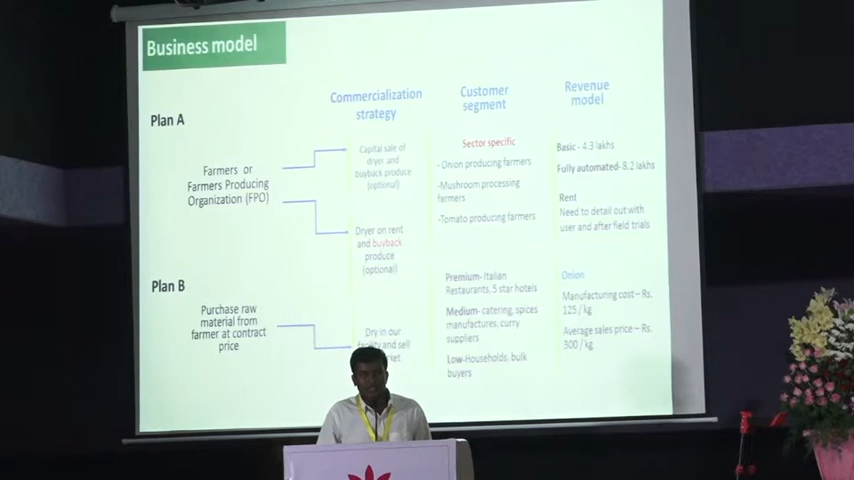 Business model
Commercialization
strategy
Customer
segment
Revenue
model
Plan A
Farmers or
Farmers Producing
Organization (FPO)
Capital sale of
dryer and
buyback produce
(optional)
Dryer on rent
and buyback
produce
(optional)
Sector specific
- Onion producing farmers
-Mushroom processing
farmers
-Tomato producing farmers
Basic - 4.3 lakhs
Fully automated-8.2 lakhs
Rent
Need to detail out with
user and after field trials
Plan B
Purchase raw
material from
farmer at contract
price
Dry in our
and sell
Premium- Italian
Restaurants, 5 star hotels
Medium- catering, spices
manufactures, curry
suppliers
Low-Households, bulk
buyers
Onion
Manufacturing cost – Rs.
125 / kg
Average sales price – Rs.
300 / kg